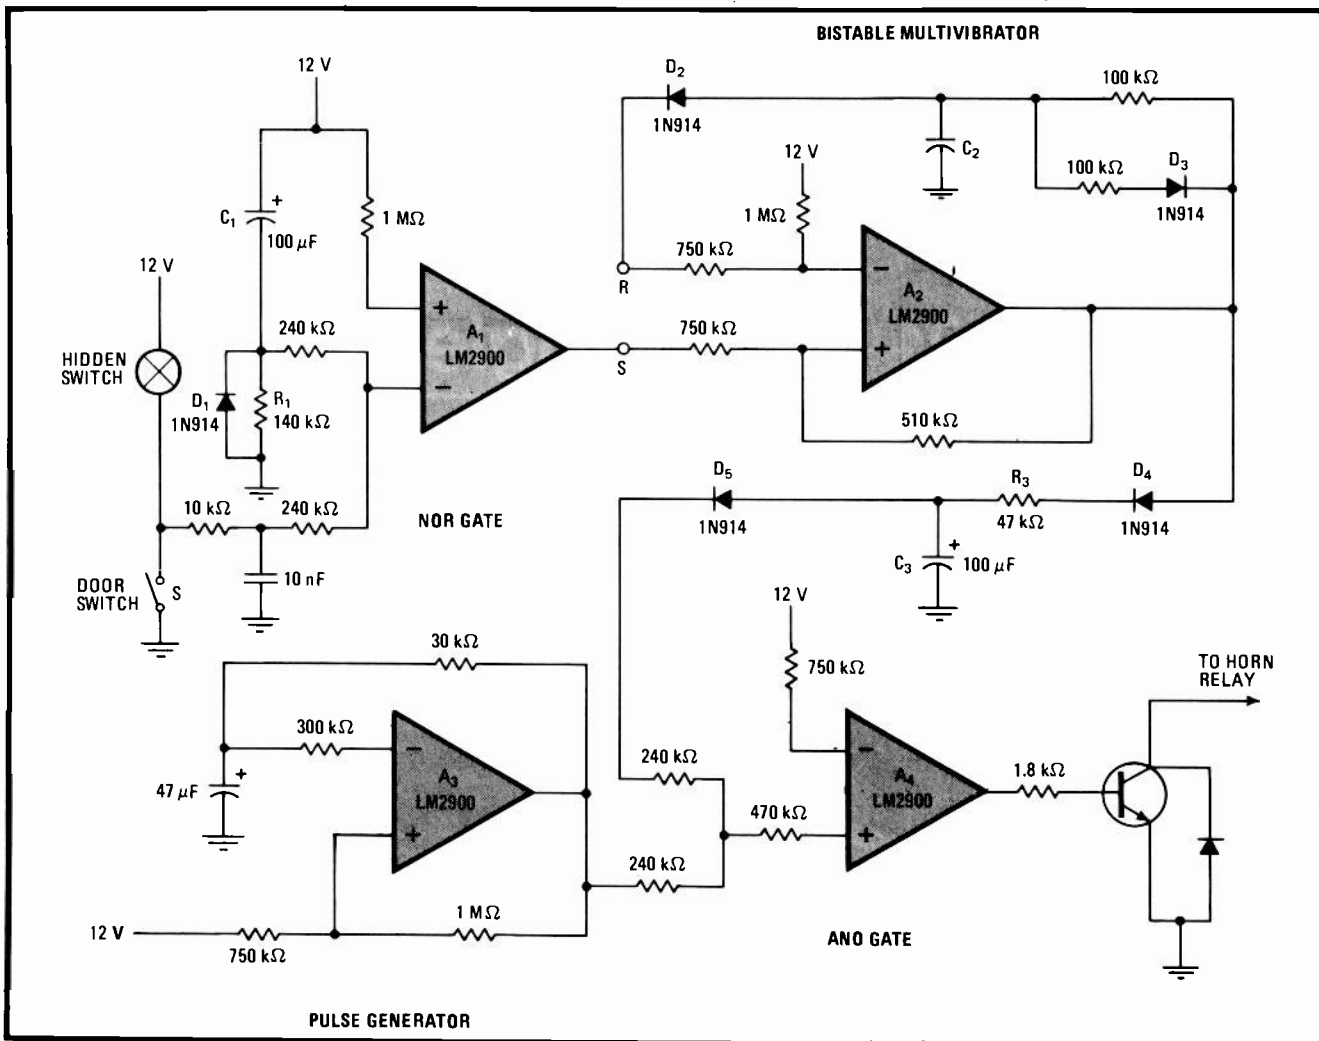 BISTABLE MULTIVIBRATOR
12 V
D2
1N914
C2
100 kΩ
100 kΩ
D3
1N914
C1
+
100 μF
1 MΩ
12 V
1 MΩ
12 V
HIDDEN
SWITCH
240 kΩ
D1
1N914
R1
140 kΩ
+
−
A1
LM2900
R
750 kΩ
S
750 kΩ
−
+
A2
LM2900
510 kΩ
10 kΩ
240 kΩ
10 nF
DOOR
SWITCH
S
NOR GATE
D5
1N914
R3
47 kΩ
D4
1N914
C3
+
100 μF
30 kΩ
300 kΩ
47 μF
+
−
+
A3
LM2900
12 V
750 kΩ
1 MΩ
12 V
750 kΩ
240 kΩ
240 kΩ
470 kΩ
−
+
A4
LM2900
1.8 kΩ
TO HORN
RELAY
ANO GATE
PULSE GENERATOR